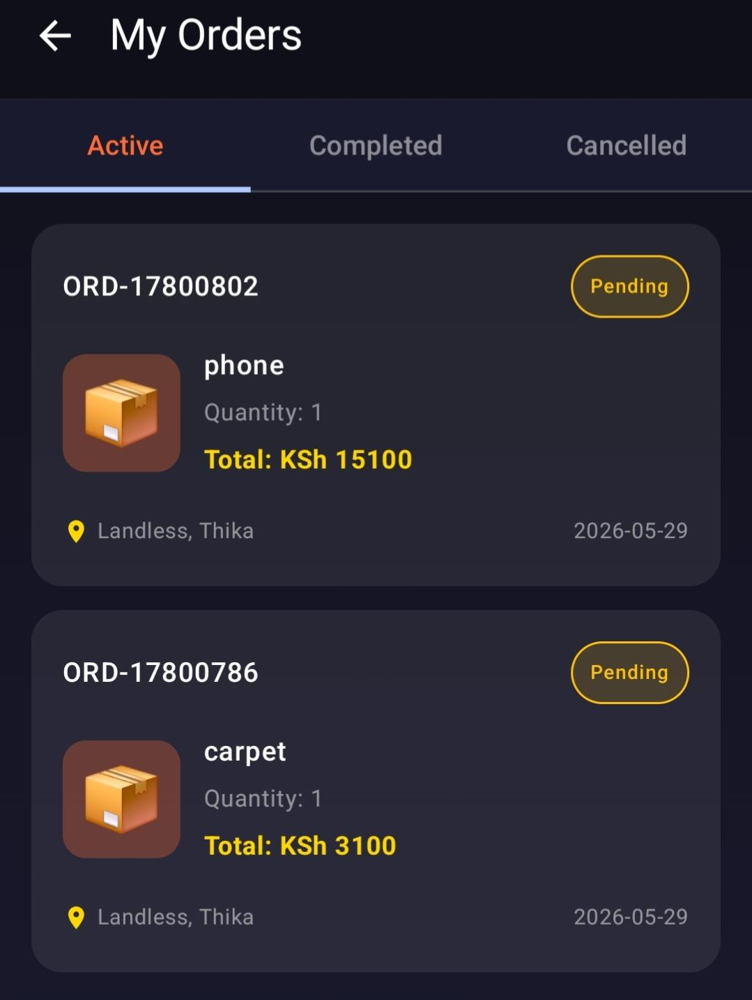 My Orders
Active
Completed
Cancelled
ORD-17800802
Pending
phone
Quantity: 1
Total: KSh 15100
Landless, Thika
2026-05-29
ORD-17800786
Pending
carpet
Quantity: 1
Total: KSh 3100
Landless, Thika
2026-05-29